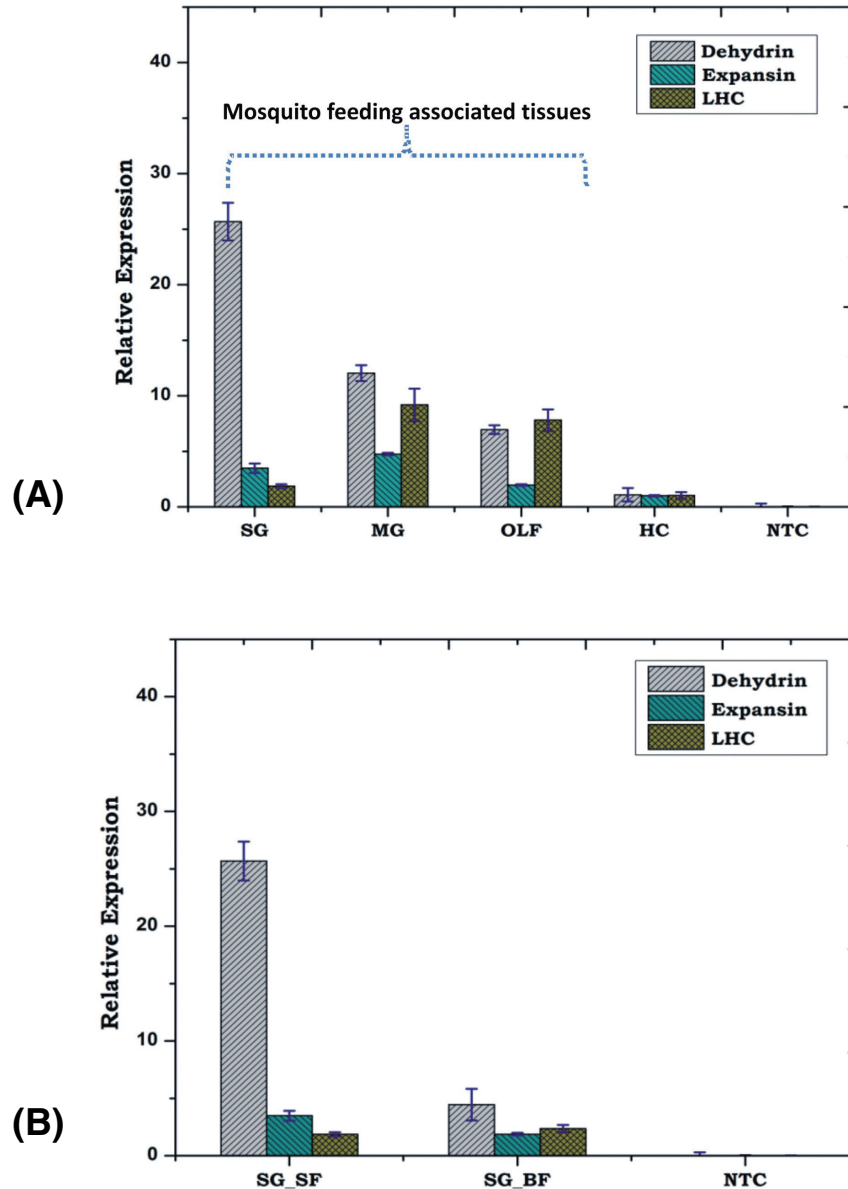 40
30
20
10
0
Relative Expression
Dehydrin
Expansin
LHC
Mosquito feeding associated tissues
(A)
SG MG OLF HC NTC
40
30
20
10
0
Relative Expression
Dehydrin
Expansin
LHC
(B)
SG_SF SG_BF NTC